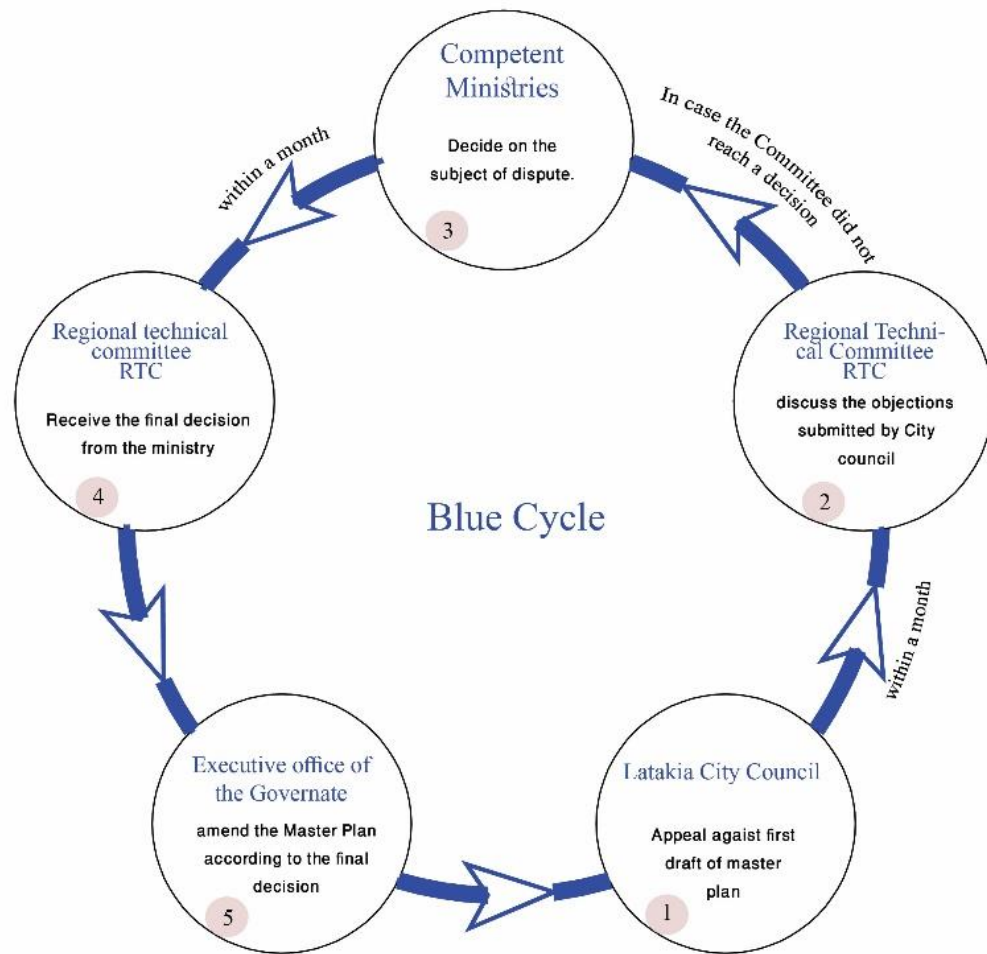 Competent
Ministries
Decide on the
subject of dispute.
3
within a month
In case the Committee did not
reach a decision
Regional technical
committee
RTC
Receive the final decision
from the ministry
4
Regional Techni-
cal Committee
RTC
discuss the objections
submitted by City
council
2
Blue Cycle
within a month
Executive office of
the Governate
amend the Master Plan
according to the final
decision
5
Latakia City Council
Appeal agaist first
draft of master
plan
1